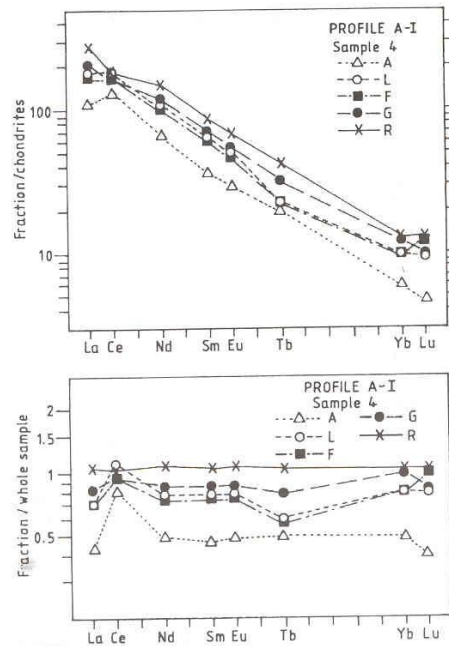 PROFILE A-I
Sample 4
A
L
F
G
R
100
10
Fraction/chondrites
La Ce Nd Sm Eu Tb Yb Lu
PROFILE A-I
Sample 4
A G
L R
F
2
1.5
1
0.5
Fraction/whole sample
La Ce Nd Sm Eu Tb Yb Lu